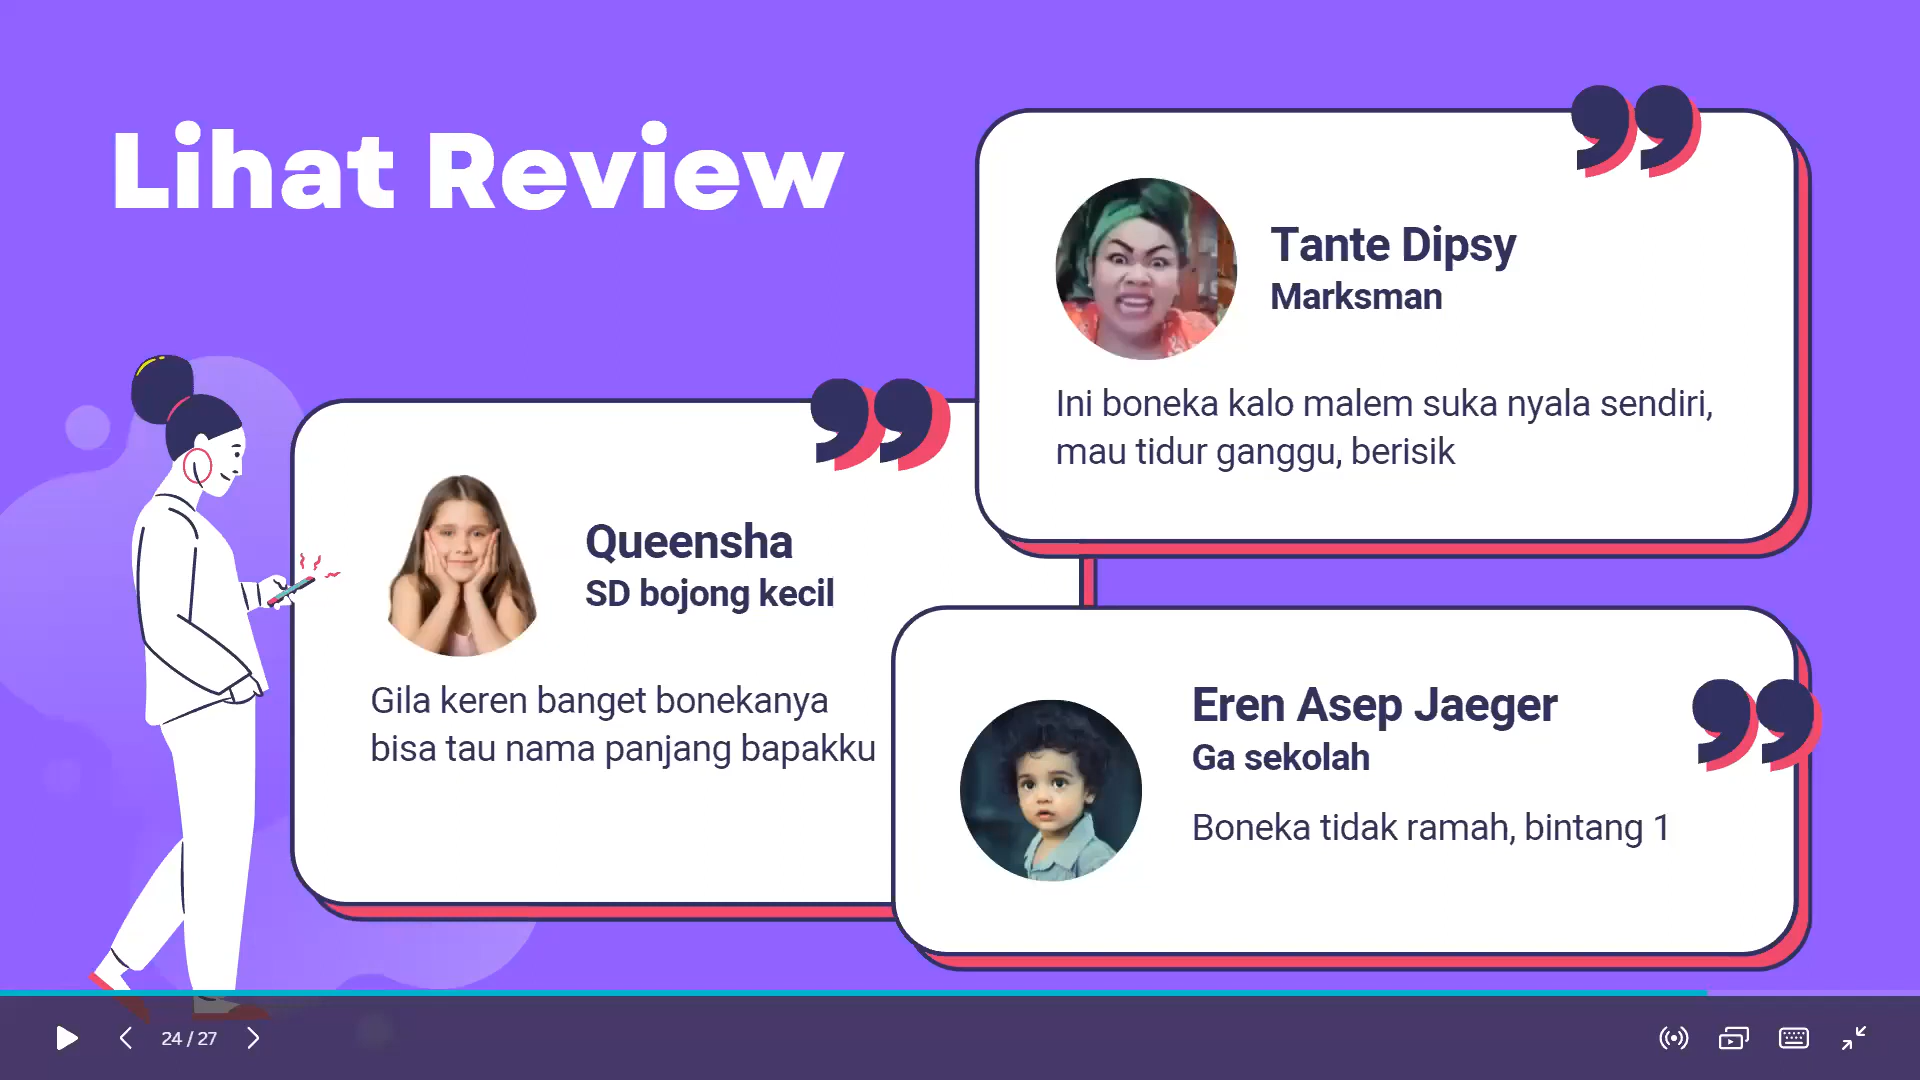 Lihat Review
Tante Dipsy
Marksman
Ini boneka kalo malem suka nyala sendiri,
mau tidur ganggu, berisik
Queensha
SD bojong kecil
Gila keren banget bonekanya
bisa tau nama panjang bapakku
Eren Asep Jaeger
Ga sekolah
Boneka tidak ramah, bintang 1
24 / 27